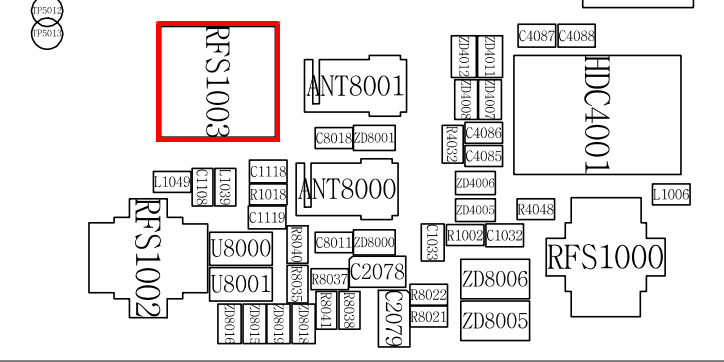 TP5012
TP5013
RFS1003
ANT8001
C8018
ZD8001
ZD4012
ZD4011
ZD4008
ZD4007
C4087
C4088
HDC4001
R4032
C4086
C4085
L1049
C1108
L1039
C1118
R1018
C1119
ANT8000
ZD4006
ZD4005
R4048
L1006
RFS1002
U8000
U8001
R8040
R8035
C8011
ZD8000
C2078
R8037
C1033
R1002
C1032
RFS1000
ZD8016
ZD8015
ZD8019
ZD8018
R8041
R8038
C2079
R8022
R8021
ZD8006
ZD8005